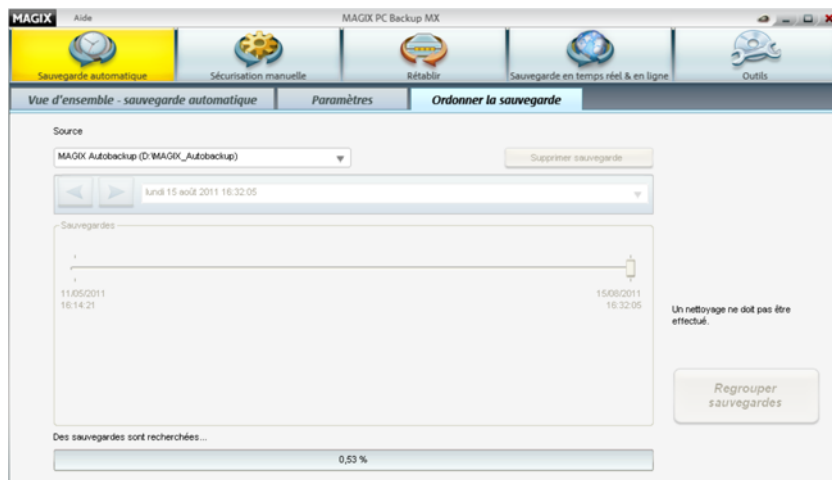 MAGIX Aide MAGIX PC Backup MX
Sauvegarde automatique Sécurisation manuelle Rétablir Sauvegarde en temps réel & en ligne Outils
Vue d'ensemble - sauvegarde automatique Paramètres Ordonner la sauvegarde
Source
MAGIX Autobackup (D:\MAGIX_Autobackup) Supprimer sauvegarde
lundi 15 août 2011 16:32:05
Sauvegardes
11/05/2011 15/08/2011
16:14:21 16:32:05
Un nettoyage ne doit pas être
effectué.
Regrouper
sauvegardes
Des sauvegardes sont recherchées...
0,53 %